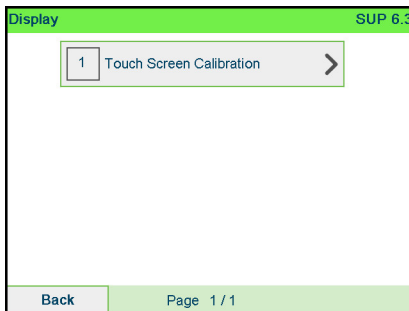 Display SUP 6.3
1 Touch Screen Calibration
Back Page 1 / 1